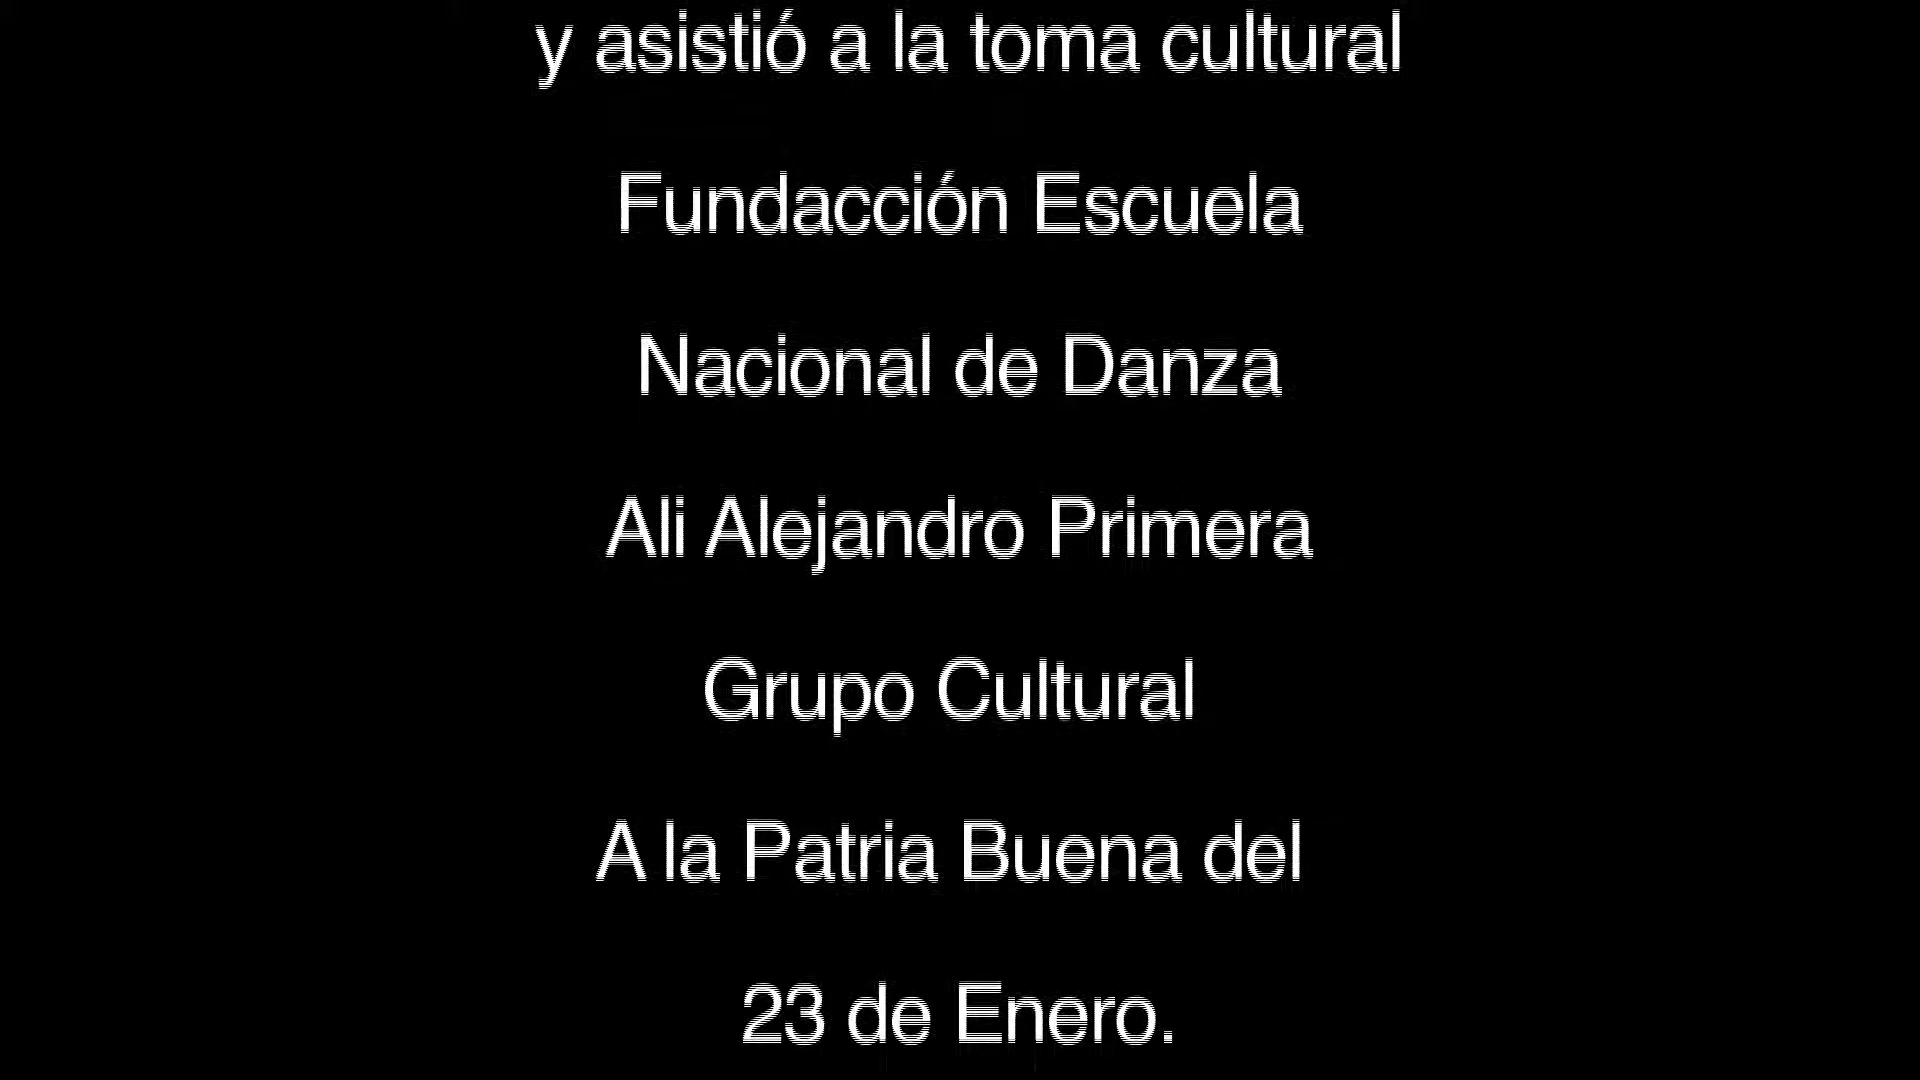 y asistió a la toma cultural
Fundacción Escuela
Nacional de Danza
Ali Alejandro Primera
Grupo Cultural
A la Patria Buena del
23 de Enero.